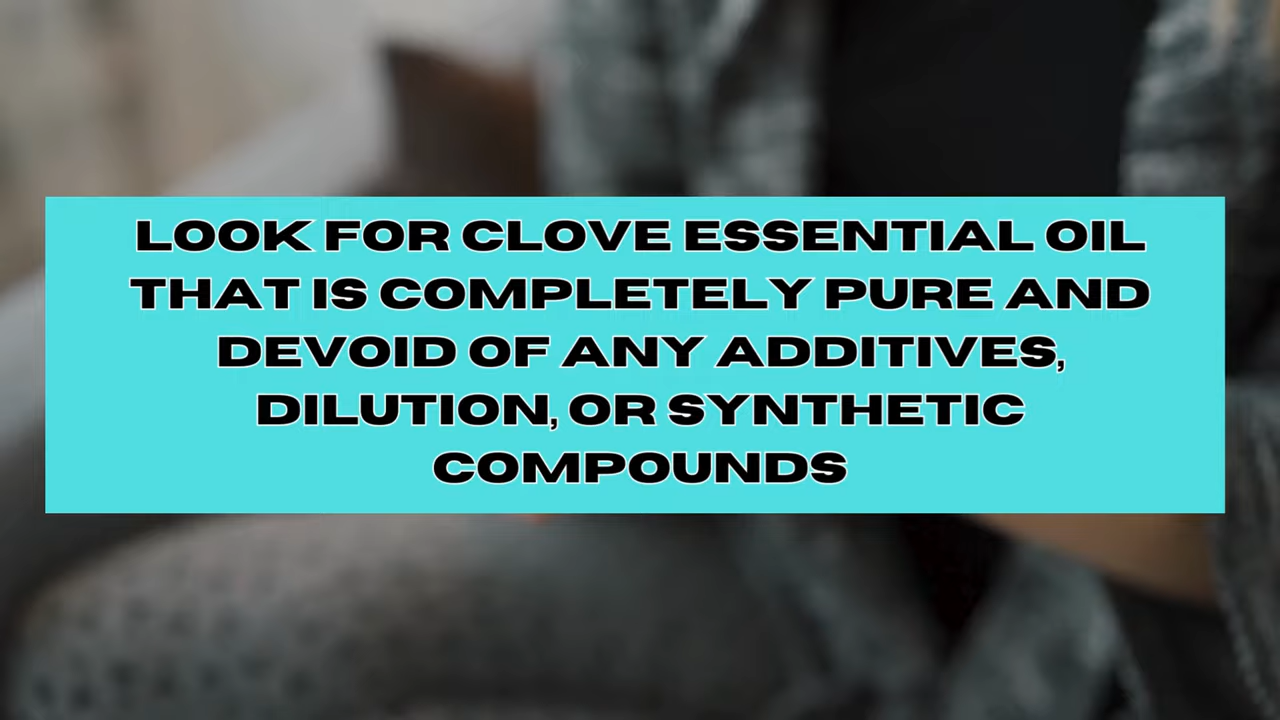 LOOK FOR CLOVE ESSENTIAL OIL
THAT IS COMPLETELY PURE AND
DEVOID OF ANY ADDITIVES,
DILUTION, OR SYNTHETIC
COMPOUNDS